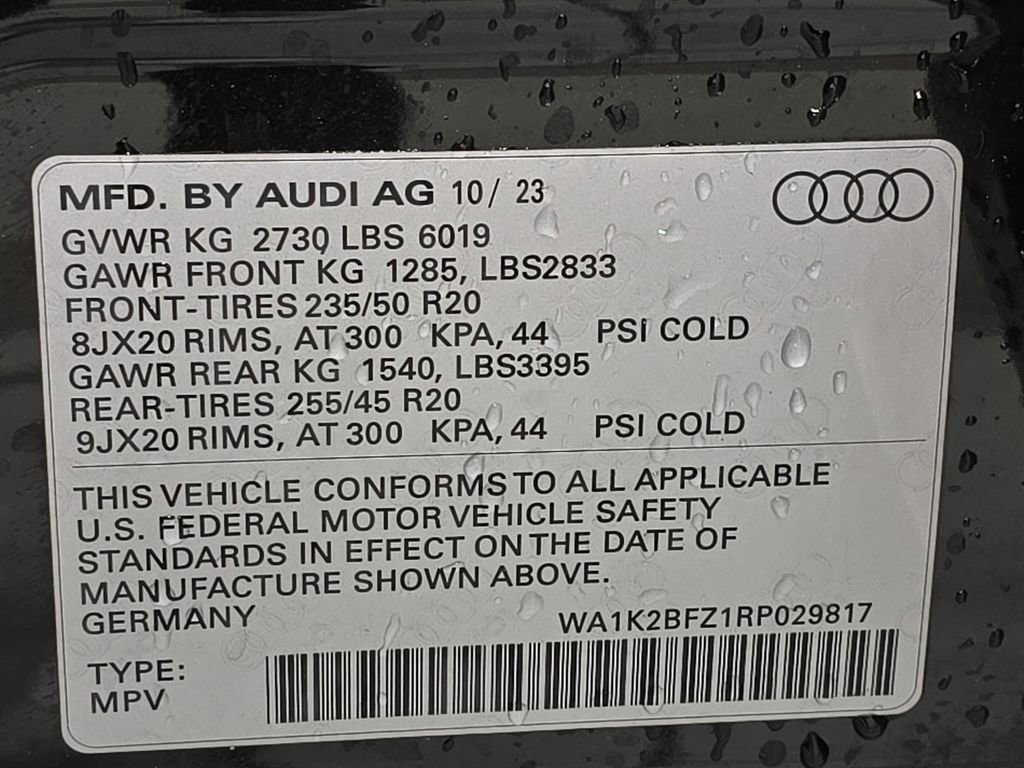 MFD. BY AUDI AG 10/ 23
GVWR KG 2730 LBS 6019
GAWR FRONT KG 1285, LBS2833
FRONT-TIRES 235/50 R20
8JX20 RIMS, AT 300 KPA, 44 PSI COLD
GAWR REAR KG 1540, LBS3395
REAR-TIRES 255/45 R20
9JX20 RIMS, AT 300 KPA, 44 PSI COLD
THIS VEHICLE CONFORMS TO ALL APPLICABLE
U.S. FEDERAL MOTOR VEHICLE SAFETY
STANDARDS IN EFFECT ON THE DATE OF
MANUFACTURE SHOWN ABOVE.
GERMANY WA1K2BFZ1RP029817
TYPE:
MPV